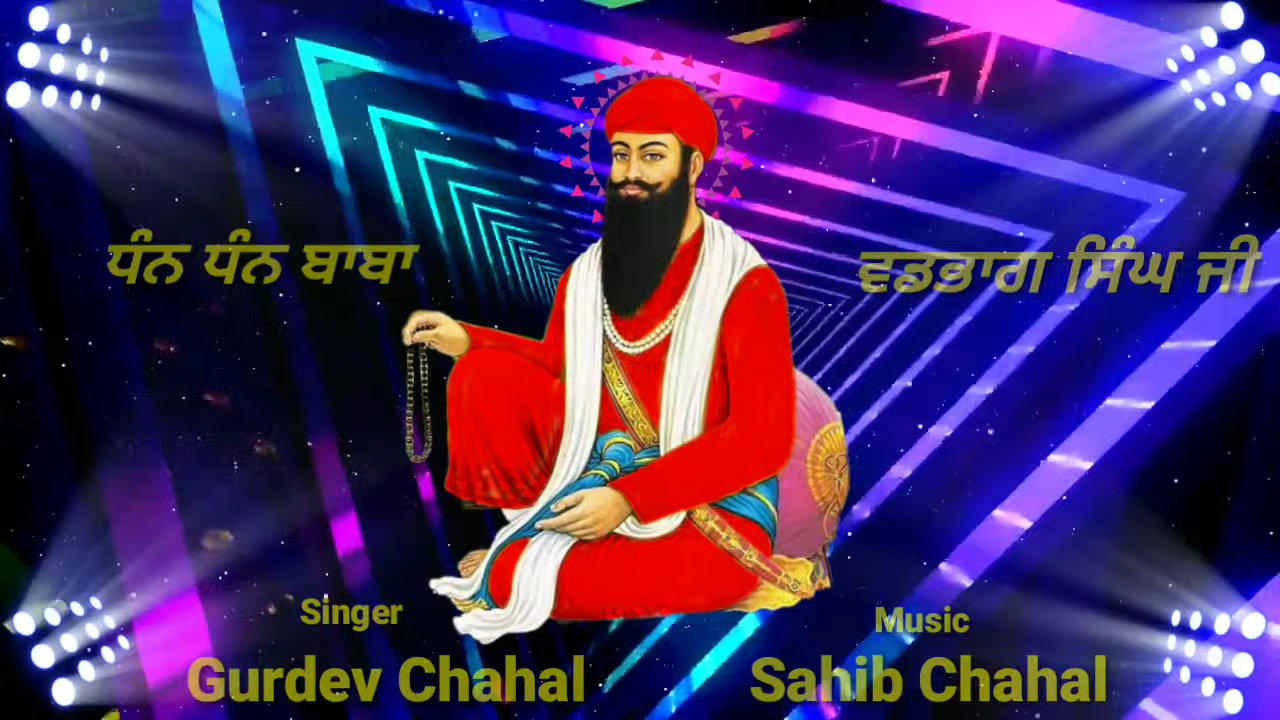 ਧੰਨ ਧੰਨ ਬਾਬਾ
ਵਡਭਾਗ ਸਿੰਘ ਜੀ
Singer
Gurdev Chahal
Music
Sahib Chahal